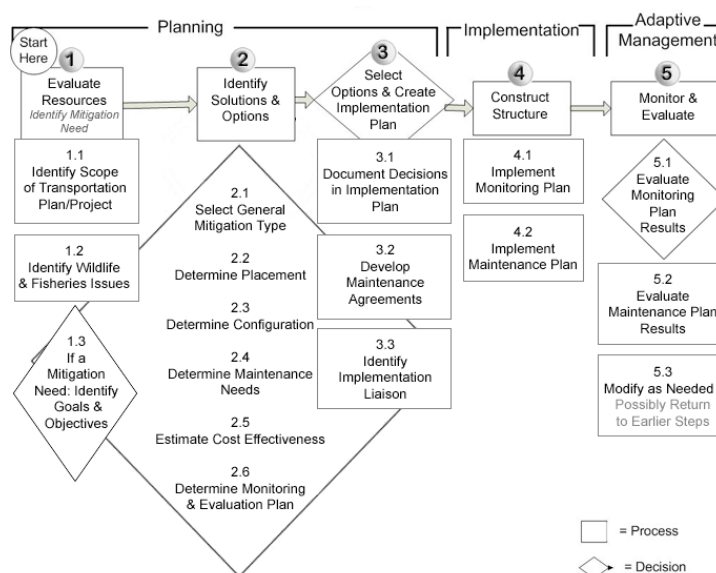 Planning
Implementation
Adaptive
Management
Start
Here
1
Evaluate
Resources
Identify Mitigation
Need
2
Identify
Solutions &
Options
3
Select
Options & Create
Implementation
Plan
4
Construct
Structure
5
Monitor &
Evaluate
1.1
Identify Scope
of Transportation
Plan/Project
1.2
Identify Wildlife
& Fisheries Issues
1.3
If a
Mitigation
Need: Identify
Goals &
Objectives
2.1
Select General
Mitigation Type
2.2
Determine Placement
2.3
Determine Configuration
2.4
Determine Maintenance
Needs
2.5
Estimate Cost Effectiveness
2.6
Determine Monitoring
& Evaluation Plan
3.1
Document Decisions
in Implementation
Plan
3.2
Develop
Maintenance
Agreements
3.3
Identify
Implementation
Liaison
4.1
Implement
Monitoring Plan
4.2
Implement
Maintenance Plan
5.1
Evaluate
Monitoring
Plan
Results
5.2
Evaluate
Maintenance Plan
Results
5.3
Modify as Needed
Possibly Return
to Earlier Steps
= Process
= Decision